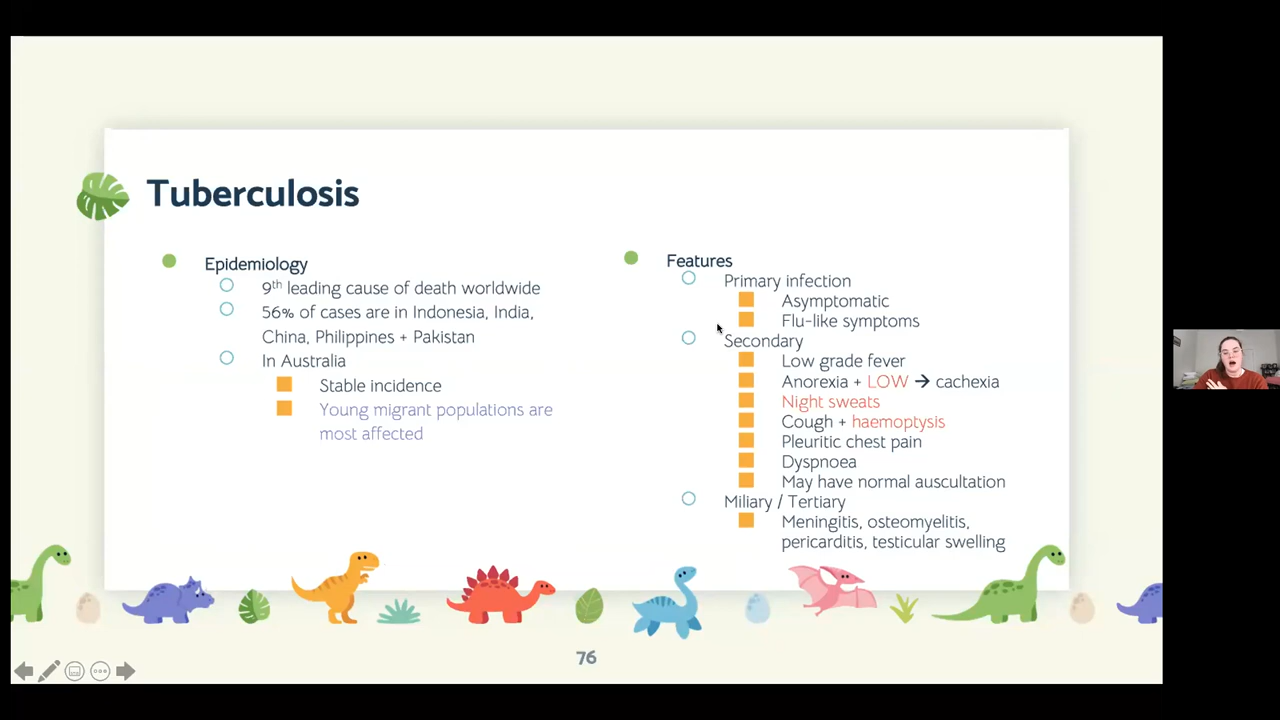 Tuberculosis
Epidemiology
9th leading cause of death worldwide
56% of cases are in Indonesia, India,
China, Philippines + Pakistan
In Australia
Stable incidence
Young migrant populations are
most affected
Features
Primary infection
Asymptomatic
Flu-like symptoms
Secondary
Low grade fever
Anorexia + LOW → cachexia
Night sweats
Cough + haemoptysis
Pleuritic chest pain
Dyspnoea
May have normal auscultation
Miliary / Tertiary
Meningitis, osteomyelitis,
pericarditis, testicular swelling
76